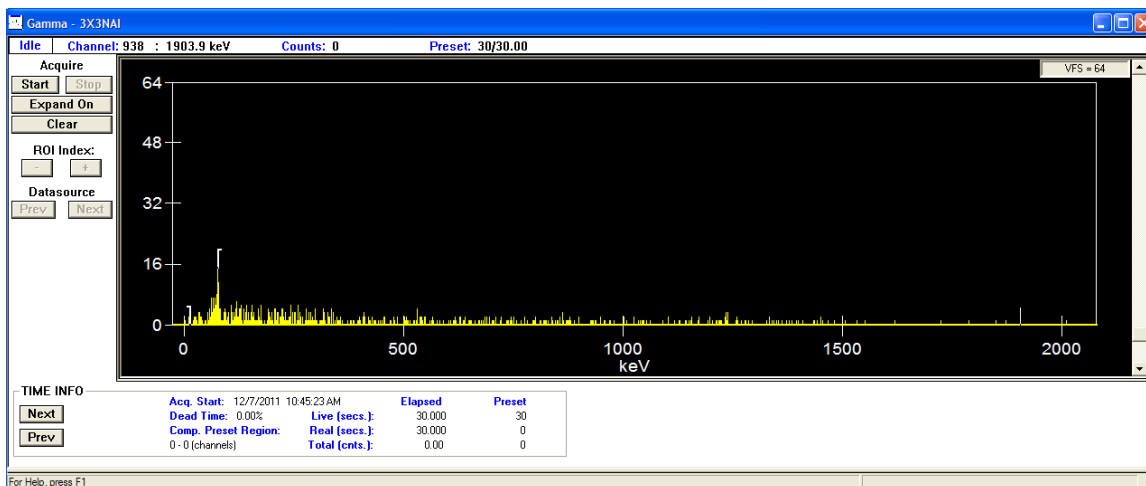 Gamma - 3X3NAI
Idle Channel: 938 : 1903.9 keV Counts: 0 Preset: 30/30.00
Acquire
Start Stop
Expand On
Clear
ROI Index:
- +
Datasource
Prev Next
VFS = 64
64
48
32
16
0
0 500 1000 1500 2000
keV
TIME INFO
Next
Prev
Acq. Start: 12/7/2011 10:45:23 AM Elapsed Preset
Dead Time: 0.00% Live (secs.): 30.000 30
Comp. Preset Region: Real (secs.): 30.000 0
0 - 0 (channels) Total (cnts.): 0.00 0
For Help, press F1